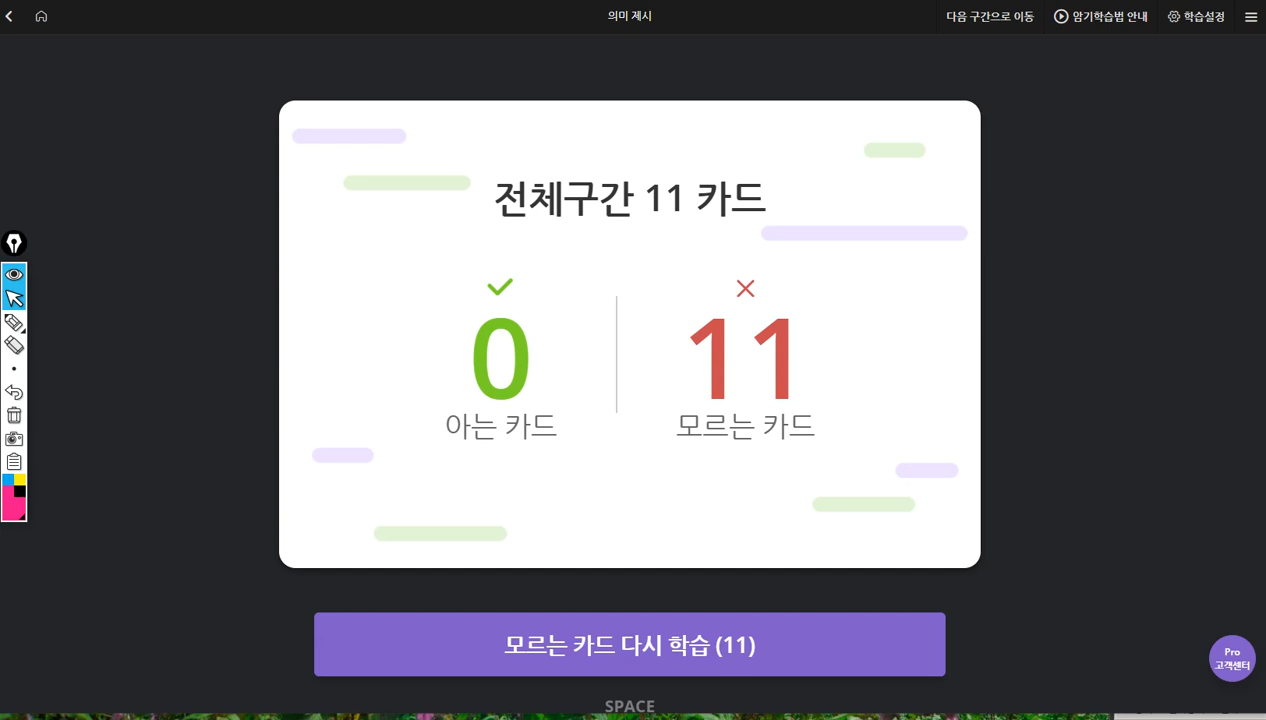 의미 제시
다음 구간으로 이동
암기학습법 안내
학습설정
전체구간 11 카드
0
아는 카드
11
모르는 카드
모르는 카드 다시 학습 (11)
Pro
고객센터
SPACE